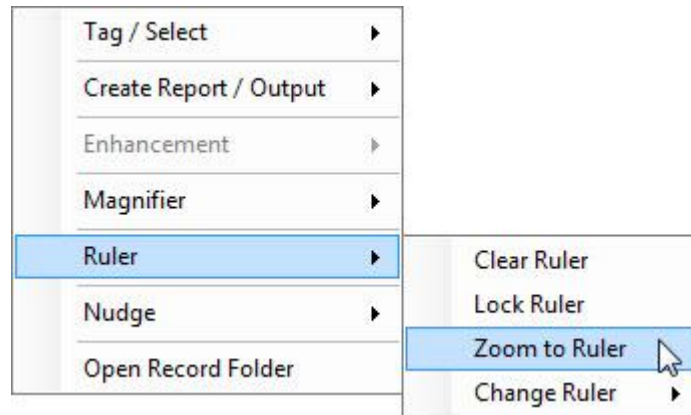 Tag / Select
Create Report / Output
Enhancement
Magnifier
Ruler
Nudge
Open Record Folder
Clear Ruler
Lock Ruler
Zoom to Ruler
Change Ruler